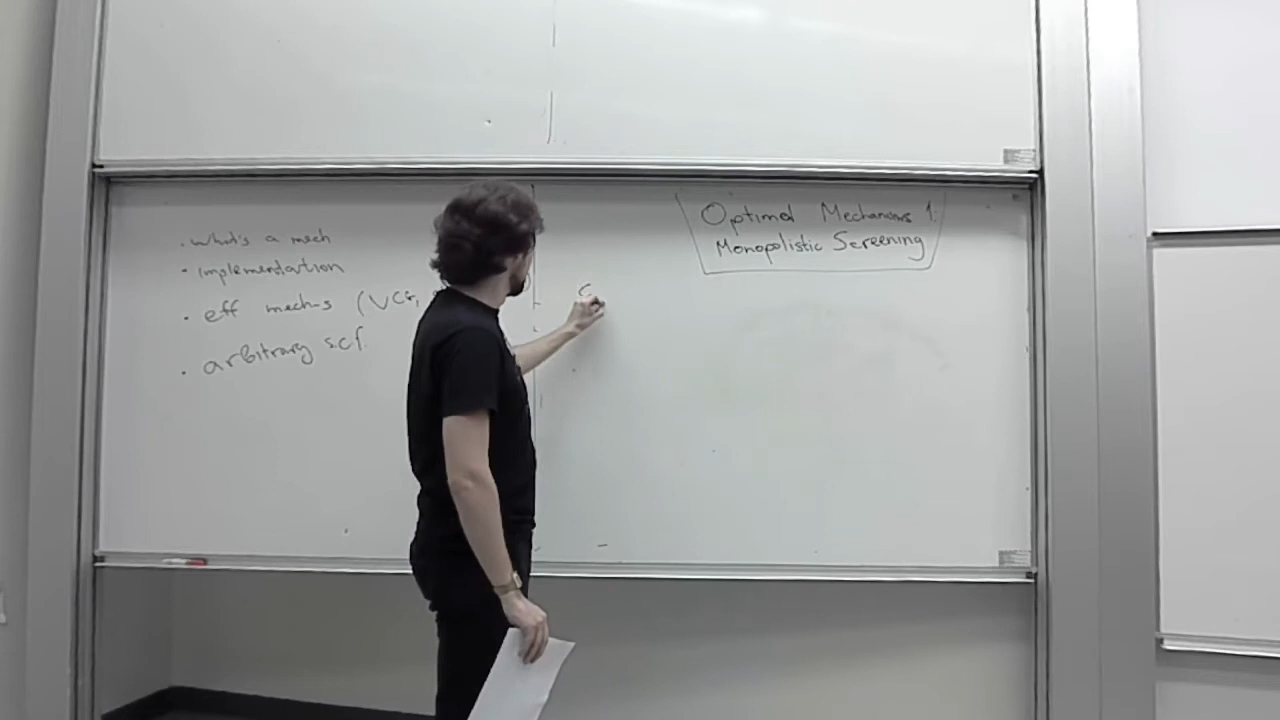 · what's a mech
· implementation
· eff mech-s (VCG,
· arbitrary scf.
Optimal Mechanisms 1:
Monopolistic Screening